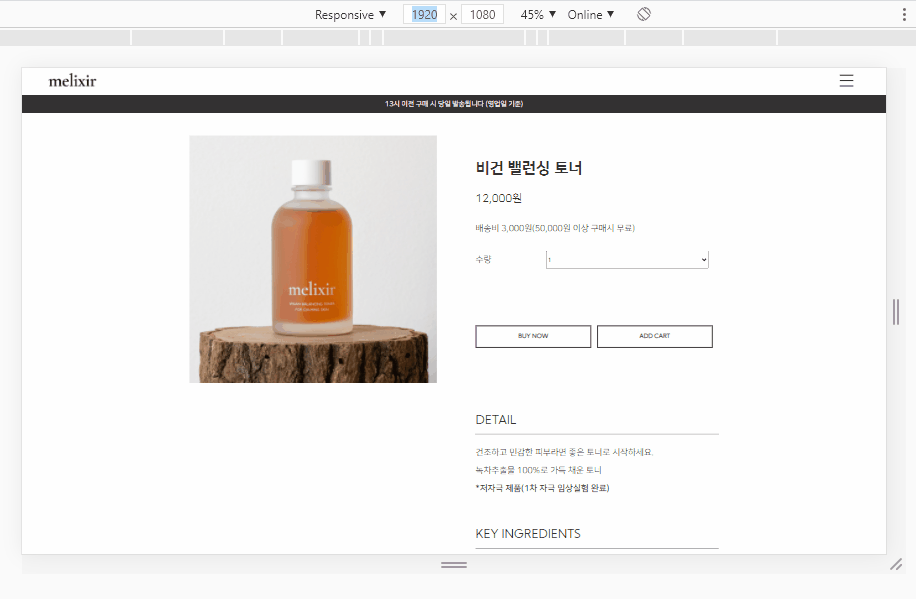 Responsive ▼ 1920 × 1080 45% ▼ Online ▼
melixir
13시 이전 구매 시 당일 발송됩니다 (영업일 기준)
비건 밸런싱 토너
12,000원
배송비 3,000원(50,000원 이상 구매시 무료)
수량 1
melixir
BUY NOW ADD CART
DETAIL
건조하고 민감한 피부라면 좋은 토너로 시작하세요.
녹차추출물 100%로 가득 채운 토너
*저자극 제품(1차 자극 임상실험 완료)
KEY INGREDIENTS